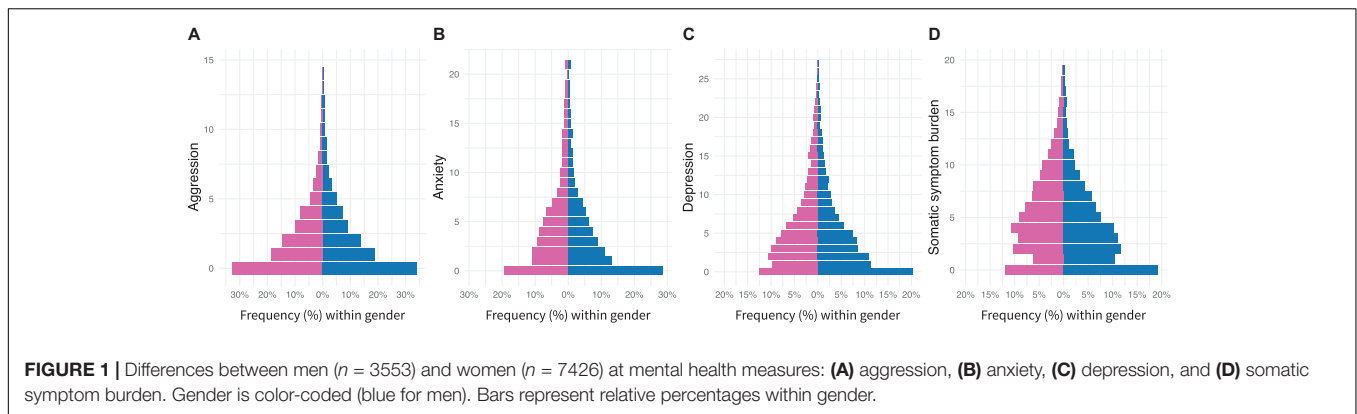 A
B
C
D
Aggression
15
10
5
0
30% 20% 10% 0% 10% 20% 30%
Frequency (%) within gender
Anxiety
20
15
10
5
0
20% 10% 0% 10% 20% 30%
Frequency (%) within gender
Depression
25
20
15
10
5
0
20% 15% 10% 5% 0% 5% 10% 15% 20%
Frequency (%) within gender
Somatic symptom burden
20
15
10
5
0
20% 15% 10% 5% 0% 5% 10% 15% 20%
Frequency (%) within gender
FIGURE 1 | Differences between men (n = 3553) and women (n = 7426) at mental health measures: (A) aggression, (B) anxiety, (C) depression, and (D) somatic
symptom burden. Gender is color-coded (blue for men). Bars represent relative percentages within gender.